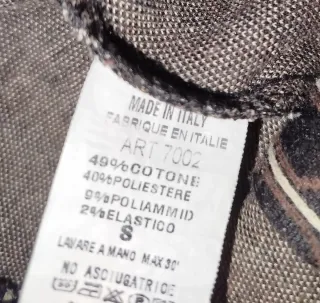 MADE IN ITALY
FABRIQUE EN ITALIE
ART 7002
49%COTONE
40%POLIESTERE
9%POLIAMMID
2%ELASTICO
S
LAVARE A MANO MAX 30°
NO ASCIUGATRICE